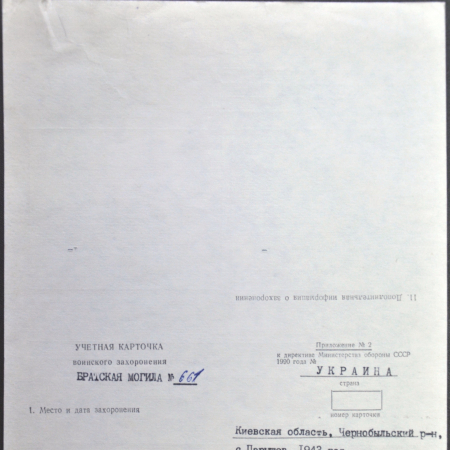 11. Дополнительная информация о захоронении
УЧЕТНАЯ КАРТОЧКА
воинского захоронения
БРАТСКАЯ МОГИЛА № 661
Приложение № 2
к директиве Министерства обороны СССР
1990 года №
УКРАИНА
страна
номер карточки
1. Место и дата захоронения
Киевская область, Чернобыльский р-н,